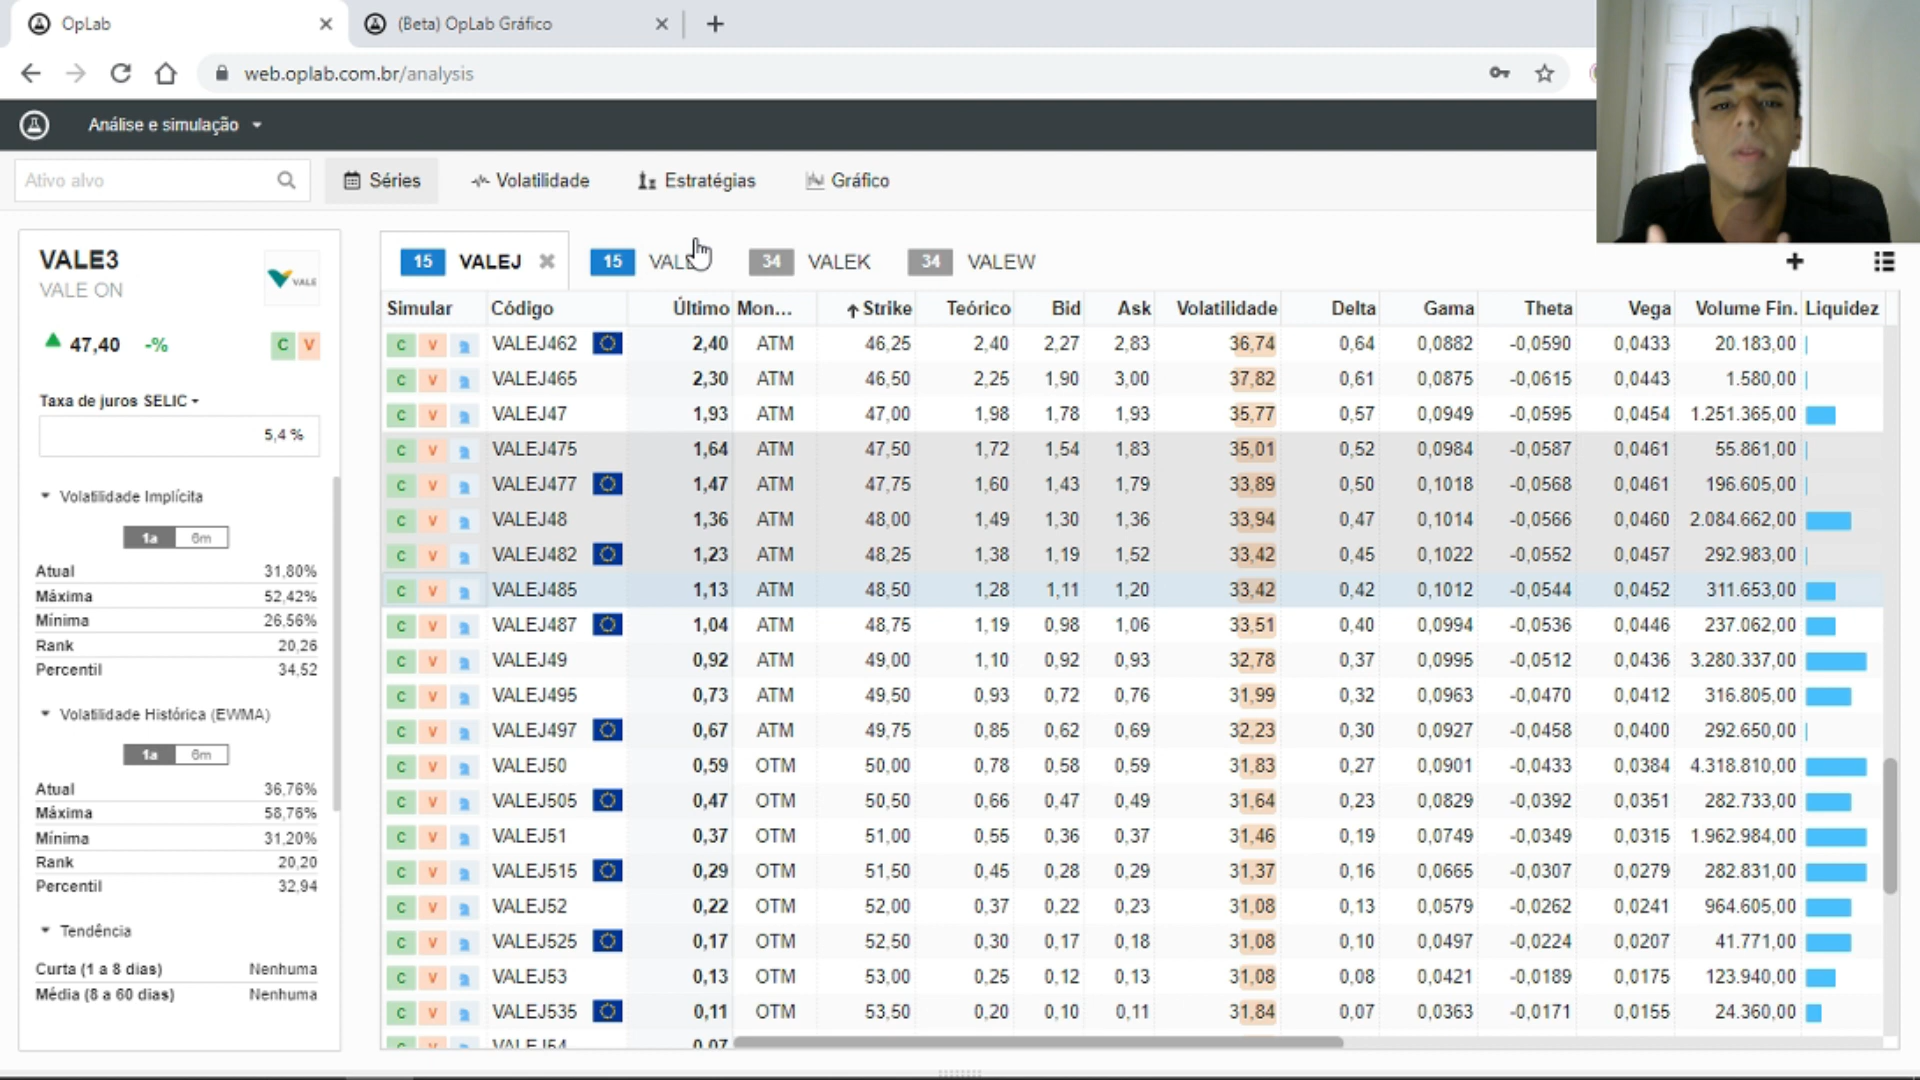 OpLab
(Beta) OpLab Gráfico
web.oplab.com.br/analysis
Análise e simulação
Ativo alvo
Séries
Volatilidade
Estratégias
Gráfico
VALE3
VALE ON
VALE
47,40 -% C V
Taxa de juros SELIC
5,4 %
Volatilidade Implícita
1a 6m
Atual 31,80%
Máxima 52,42%
Mínima 26,56%
Rank 20,26
Percentil 34,52
Volatilidade Histórica (EWMA)
1a 6m
Atual 36,76%
Máxima 58,76%
Mínima 31,20%
Rank 20,20
Percentil 32,94
Tendência
Curta (1 a 8 dias) Nenhuma
Média (8 a 60 dias) Nenhuma
15 VALEJ 15 34 VALEK 34 VALEW
Simular Código Último Mon... Strike Teórico Bid Ask Volatilidade Delta Gama Theta Vega Volume Fin. Liquidez
C V VALEJ462 2,40 ATM 46,25 2,40 2,27 2,83 36,74 0,64 0,0882 -0,0590 0,0433 20.183,00
C V VALEJ465 2,30 ATM 46,50 2,25 1,90 3,00 37,82 0,61 0,0875 -0,0615 0,0443 1.580,00
C V VALEJ47 1,93 ATM 47,00 1,98 1,78 1,93 35,77 0,57 0,0949 -0,0595 0,0454 1.251.365,00
C V VALEJ475 1,64 ATM 47,50 1,72 1,54 1,83 35,01 0,52 0,0984 -0,0587 0,0461 55.861,00
C V VALEJ477 1,47 ATM 47,75 1,60 1,43 1,79 33,89 0,50 0,1018 -0,0568 0,0461 196.605,00
C V VALEJ48 1,36 ATM 48,00 1,49 1,30 1,36 33,94 0,47 0,1014 -0,0566 0,0460 2.084.662,00
C V VALEJ482 1,23 ATM 48,25 1,38 1,19 1,52 33,42 0,45 0,1022 -0,0552 0,0457 292.983,00
C V VALEJ485 1,13 ATM 48,50 1,28 1,11 1,20 33,42 0,42 0,1012 -0,0544 0,0452 311.653,00
C V VALEJ487 1,04 ATM 48,75 1,19 0,98 1,06 33,51 0,40 0,0994 -0,0536 0,0446 237.062,00
C V VALEJ49 0,92 ATM 49,00 1,10 0,92 0,93 32,78 0,37 0,0995 -0,0512 0,0436 3.280.337,00
C V VALEJ495 0,73 ATM 49,50 0,93 0,72 0,76 31,99 0,32 0,0963 -0,0470 0,0412 316.805,00
C V VALEJ497 0,67 ATM 49,75 0,85 0,62 0,69 32,23 0,30 0,0927 -0,0458 0,0400 292.650,00
C V VALEJ50 0,59 OTM 50,00 0,78 0,58 0,59 31,83 0,27 0,0901 -0,0433 0,0384 4.318.810,00
C V VALEJ505 0,47 OTM 50,50 0,66 0,47 0,49 31,64 0,23 0,0829 -0,0392 0,0351 282.733,00
C V VALEJ51 0,37 OTM 51,00 0,55 0,36 0,37 31,46 0,19 0,0749 -0,0349 0,0315 1.962.984,00
C V VALEJ515 0,29 OTM 51,50 0,45 0,28 0,29 31,37 0,16 0,0665 -0,0307 0,0279 282.831,00
C V VALEJ52 0,22 OTM 52,00 0,37 0,22 0,23 31,08 0,13 0,0579 -0,0262 0,0241 964.605,00
C V VALEJ525 0,17 OTM 52,50 0,30 0,17 0,18 31,08 0,10 0,0497 -0,0224 0,0207 41.771,00
C V VALEJ53 0,13 OTM 53,00 0,25 0,12 0,13 31,08 0,08 0,0421 -0,0189 0,0175 123.940,00
C V VALEJ535 0,11 OTM 53,50 0,20 0,10 0,11 31,84 0,07 0,0363 -0,0171 0,0155 24.360,00
C V VALEJ54 0,07